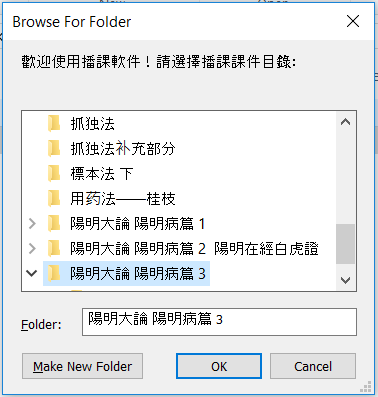 Browse For Folder
歡迎使用播課軟件！請選擇播課課件目錄:
抓独法
抓独法补充部分
標本法 下
用药法——桂枝
陽明大論 陽明病篇 1
陽明大論 陽明病篇 2 陽明在經白虎證
陽明大論 陽明病篇 3
Folder: 陽明大論 陽明病篇 3
Make New Folder OK Cancel